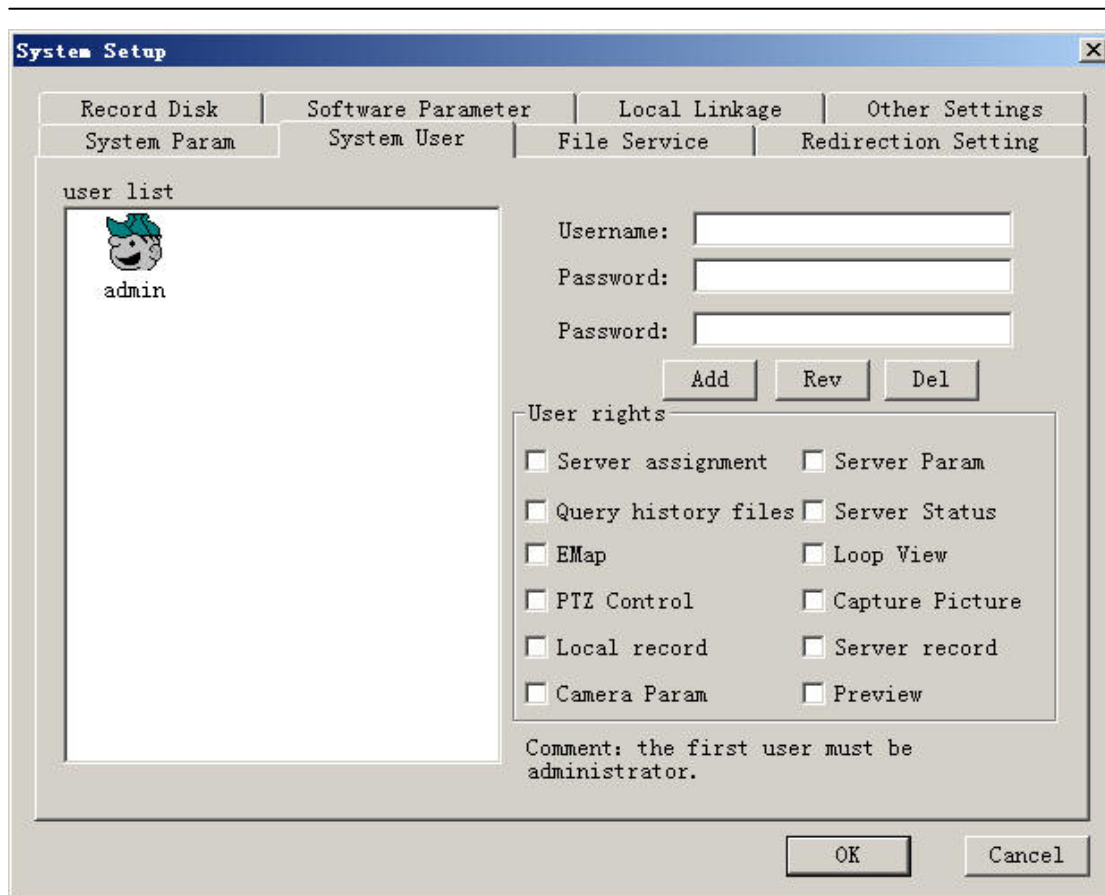 System Setup
Record Disk Software Parameter Local Linkage Other Settings
System Param System User File Service Redirection Setting
user list
admin
Username:
Password:
Password:
Add Rev Del
User rights
Server assignment Server Param
Query history files Server Status
EMap Loop View
PTZ Control Capture Picture
Local record Server record
Camera Param Preview
Comment: the first user must be
administrator.
OK Cancel